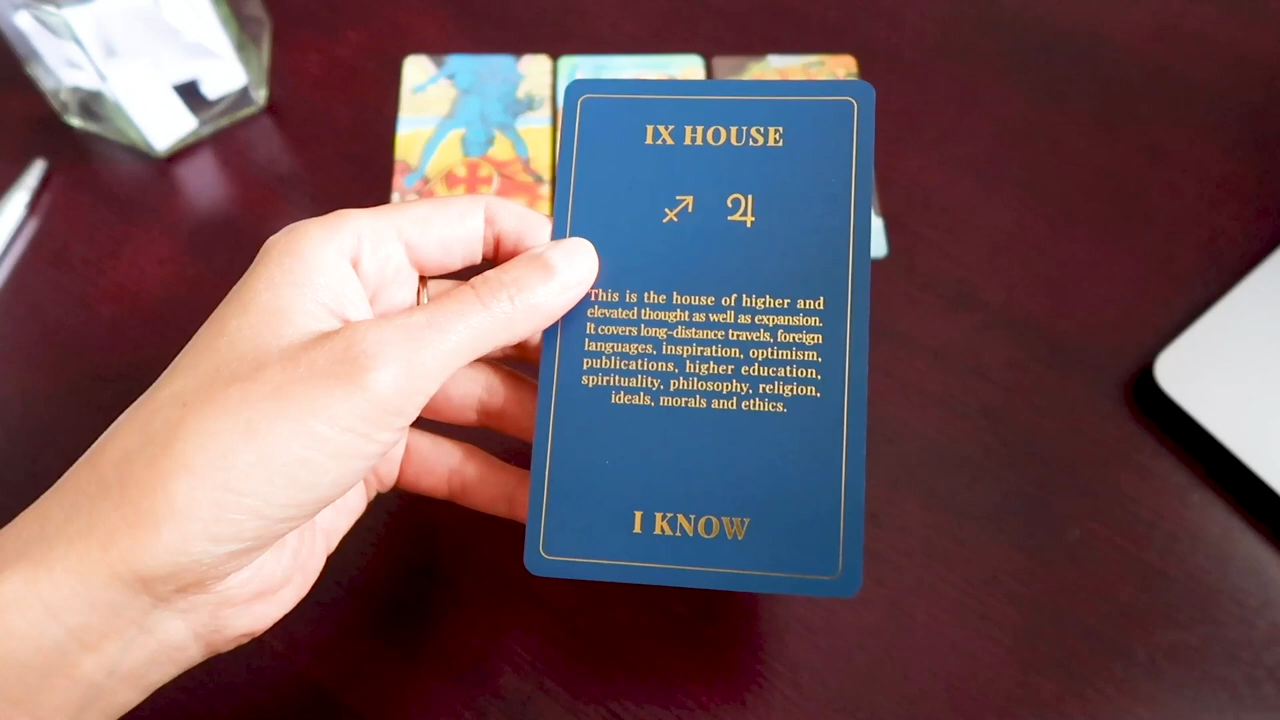 IX HOUSE
♐ ♃
This is the house of higher and
elevated thought as well as expansion.
It covers long-distance travels, foreign
languages, inspiration, optimism,
publications, higher education,
spirituality, philosophy, religion,
ideals, morals and ethics.
I KNOW